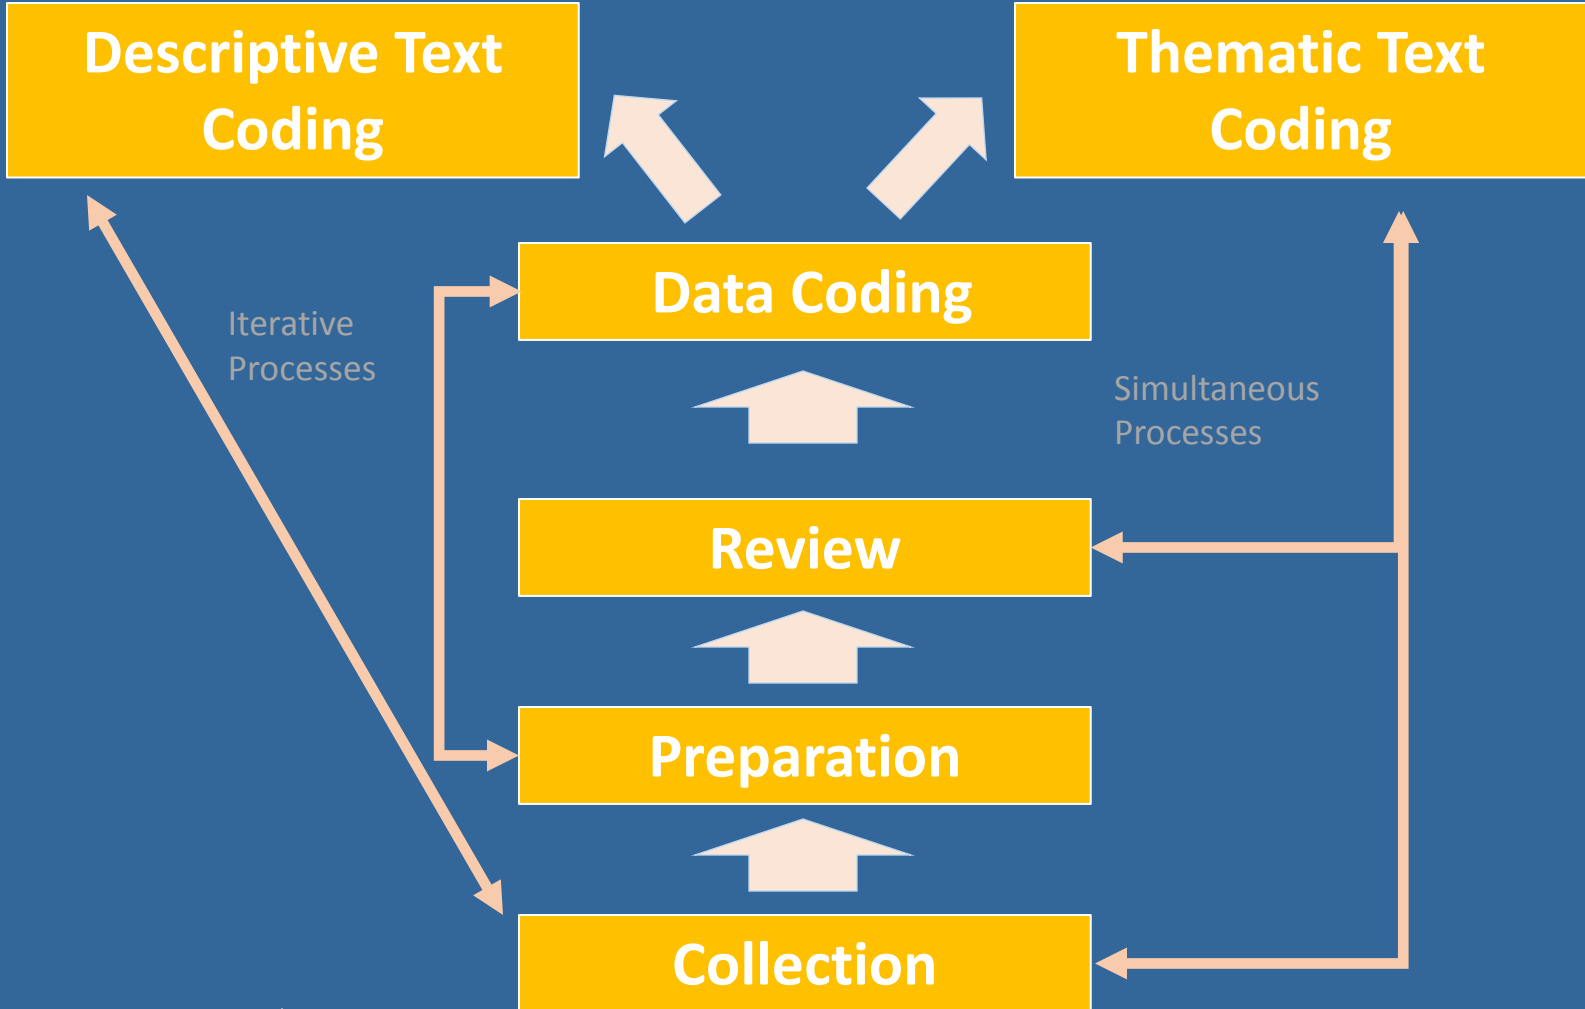 Descriptive Text
Coding
Thematic Text
Coding
Data Coding
Iterative
Processes
Simultaneous
Processes
Review
Preparation
Collection